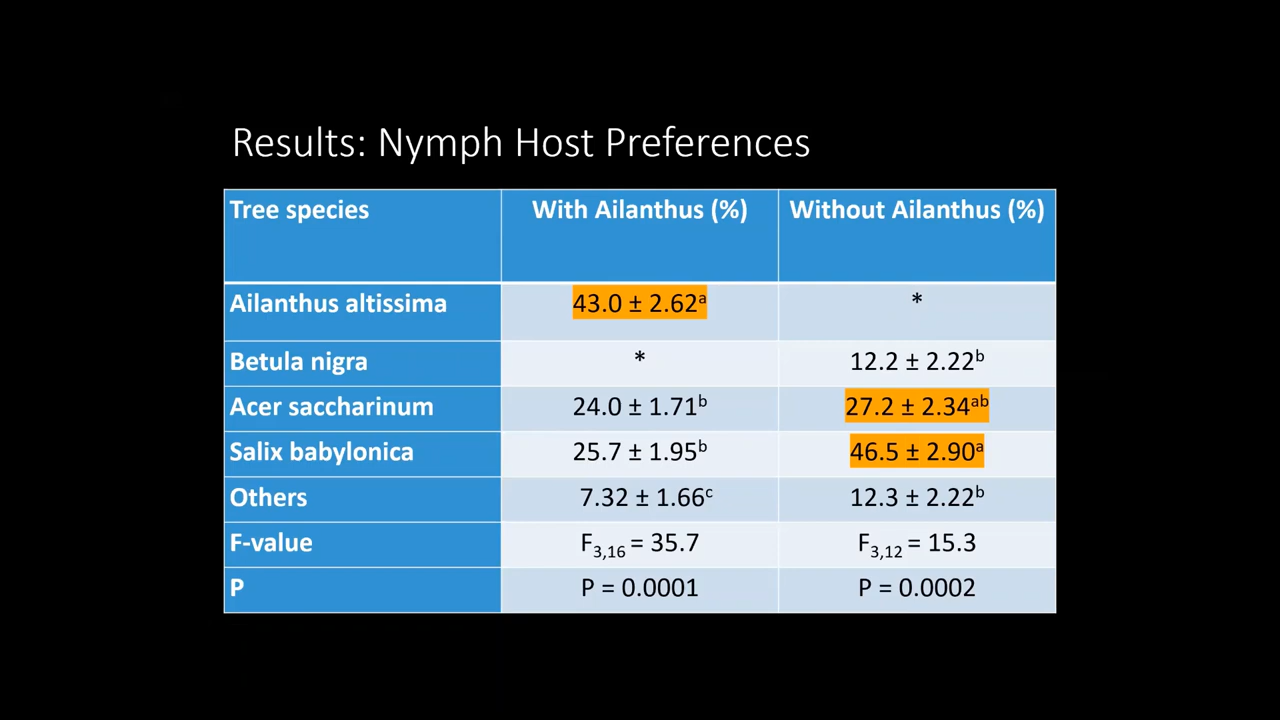 Results: Nymph Host Preferences
Tree species With Ailanthus (%) Without Ailanthus (%)
Ailanthus altissima 43.0 ± 2.62ᵃ *
Betula nigra * 12.2 ± 2.22ᵇ
Acer saccharinum 24.0 ± 1.71ᵇ 27.2 ± 2.34ᵃᵇ
Salix babylonica 25.7 ± 1.95ᵇ 46.5 ± 2.90ᵃ
Others 7.32 ± 1.66ᶜ 12.3 ± 2.22ᵇ
F-value F₃,₁₆ = 35.7 F₃,₁₂ = 15.3
P P = 0.0001 P = 0.0002